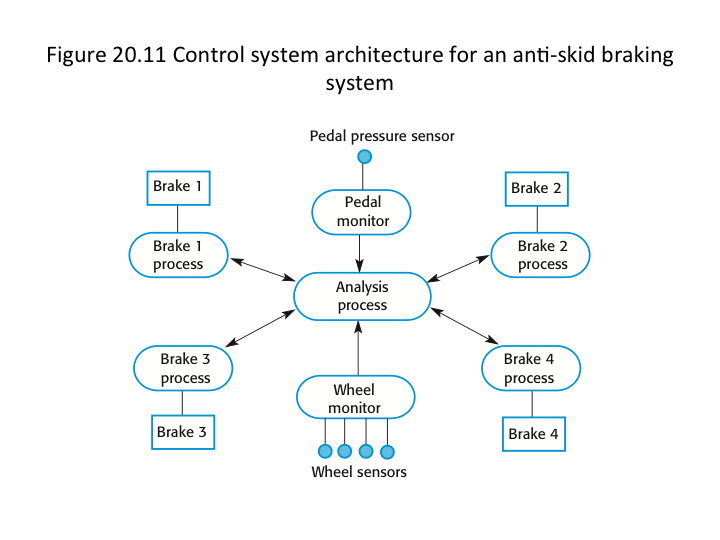 Figure 20.11 Control system architecture for an anti-skid braking
system
Pedal pressure sensor
Brake 1
Pedal
monitor
Brake 2
Brake 1
process
Brake 2
process
Analysis
process
Brake 3
process
Brake 4
process
Wheel
monitor
Brake 3
Brake 4
Wheel sensors